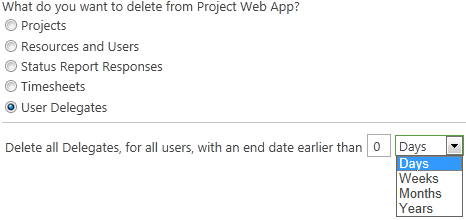 What do you want to delete from Project Web App?
Projects
Resources and Users
Status Report Responses
Timesheets
User Delegates
Delete all Delegates, for all users, with an end date earlier than 0 Days
Days
Weeks
Months
Years